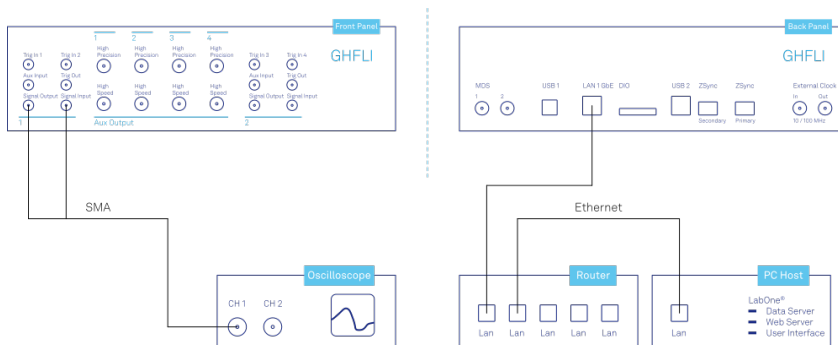 Front Panel
GHFLI
1 2 3 4
High Precision High Precision High Precision High Precision
Trig In 1 Trig In 2 Trig In 3 Trig In 4
Aux Input Trig Out Aux Input Trig Out
High Speed High Speed High Speed High Speed
Signal Output Signal Input Signal Output Signal Input
1 Aux Output 2
Back Panel
GHFLI
MDS USB 1 LAN 1 GbE DIO USB 2 ZSync ZSync External Clock
1 2 In Out
Secondary Primary 10 / 100 MHz
SMA
Ethernet
Oscilloscope
CH 1 CH 2
Router
Lan Lan Lan Lan Lan
PC Host
LabOne®
Data Server
Web Server
User Interface
Lan